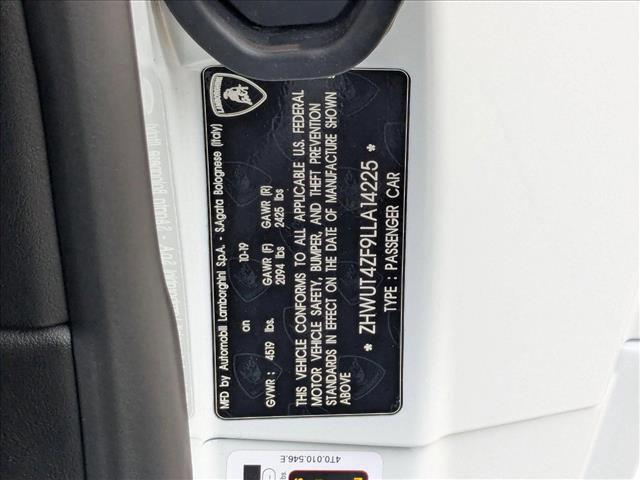 LAMBORGHINI
MFD by Automobili Lamborghini S.p.A. - S.Agata Bolognese (Italy)
on 10-19
GVWR : 4519 lbs. GAWR (F) GAWR (R)
2094 lbs 2425 lbs
THIS VEHICLE CONFORMS TO ALL APPLICABLE U.S. FEDERAL
MOTOR VEHICLE SAFETY, BUMPER, AND THEFT PREVENTION
STANDARDS IN EFFECT ON THE DATE OF MANUFACTURE SHOWN
ABOVE
* ZHWUT4ZF9LLA14225 *
TYPE : PASSENGER CAR
4T0.010.546.E